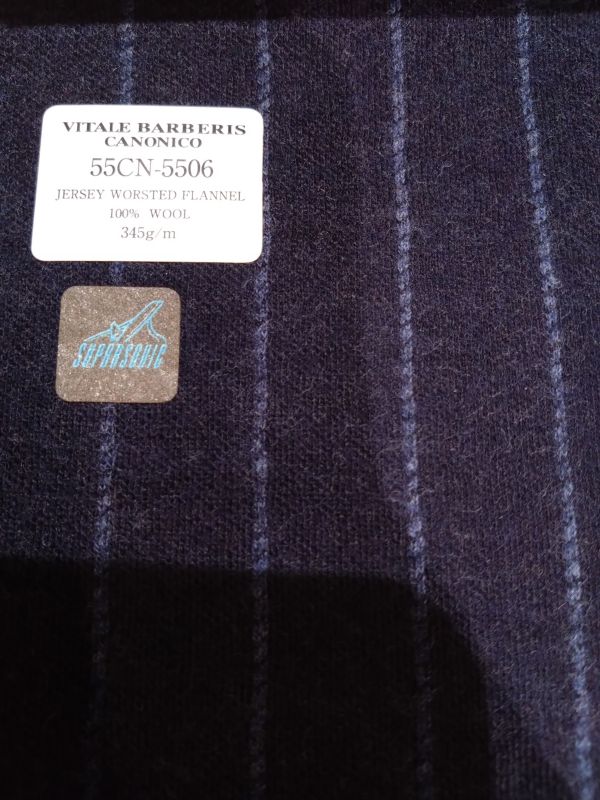 VITALE BARBERIS
CANONICO
55CN-5506
JERSEY WORSTED FLANNEL
100% WOOL
345g/m
SUPERSONIC